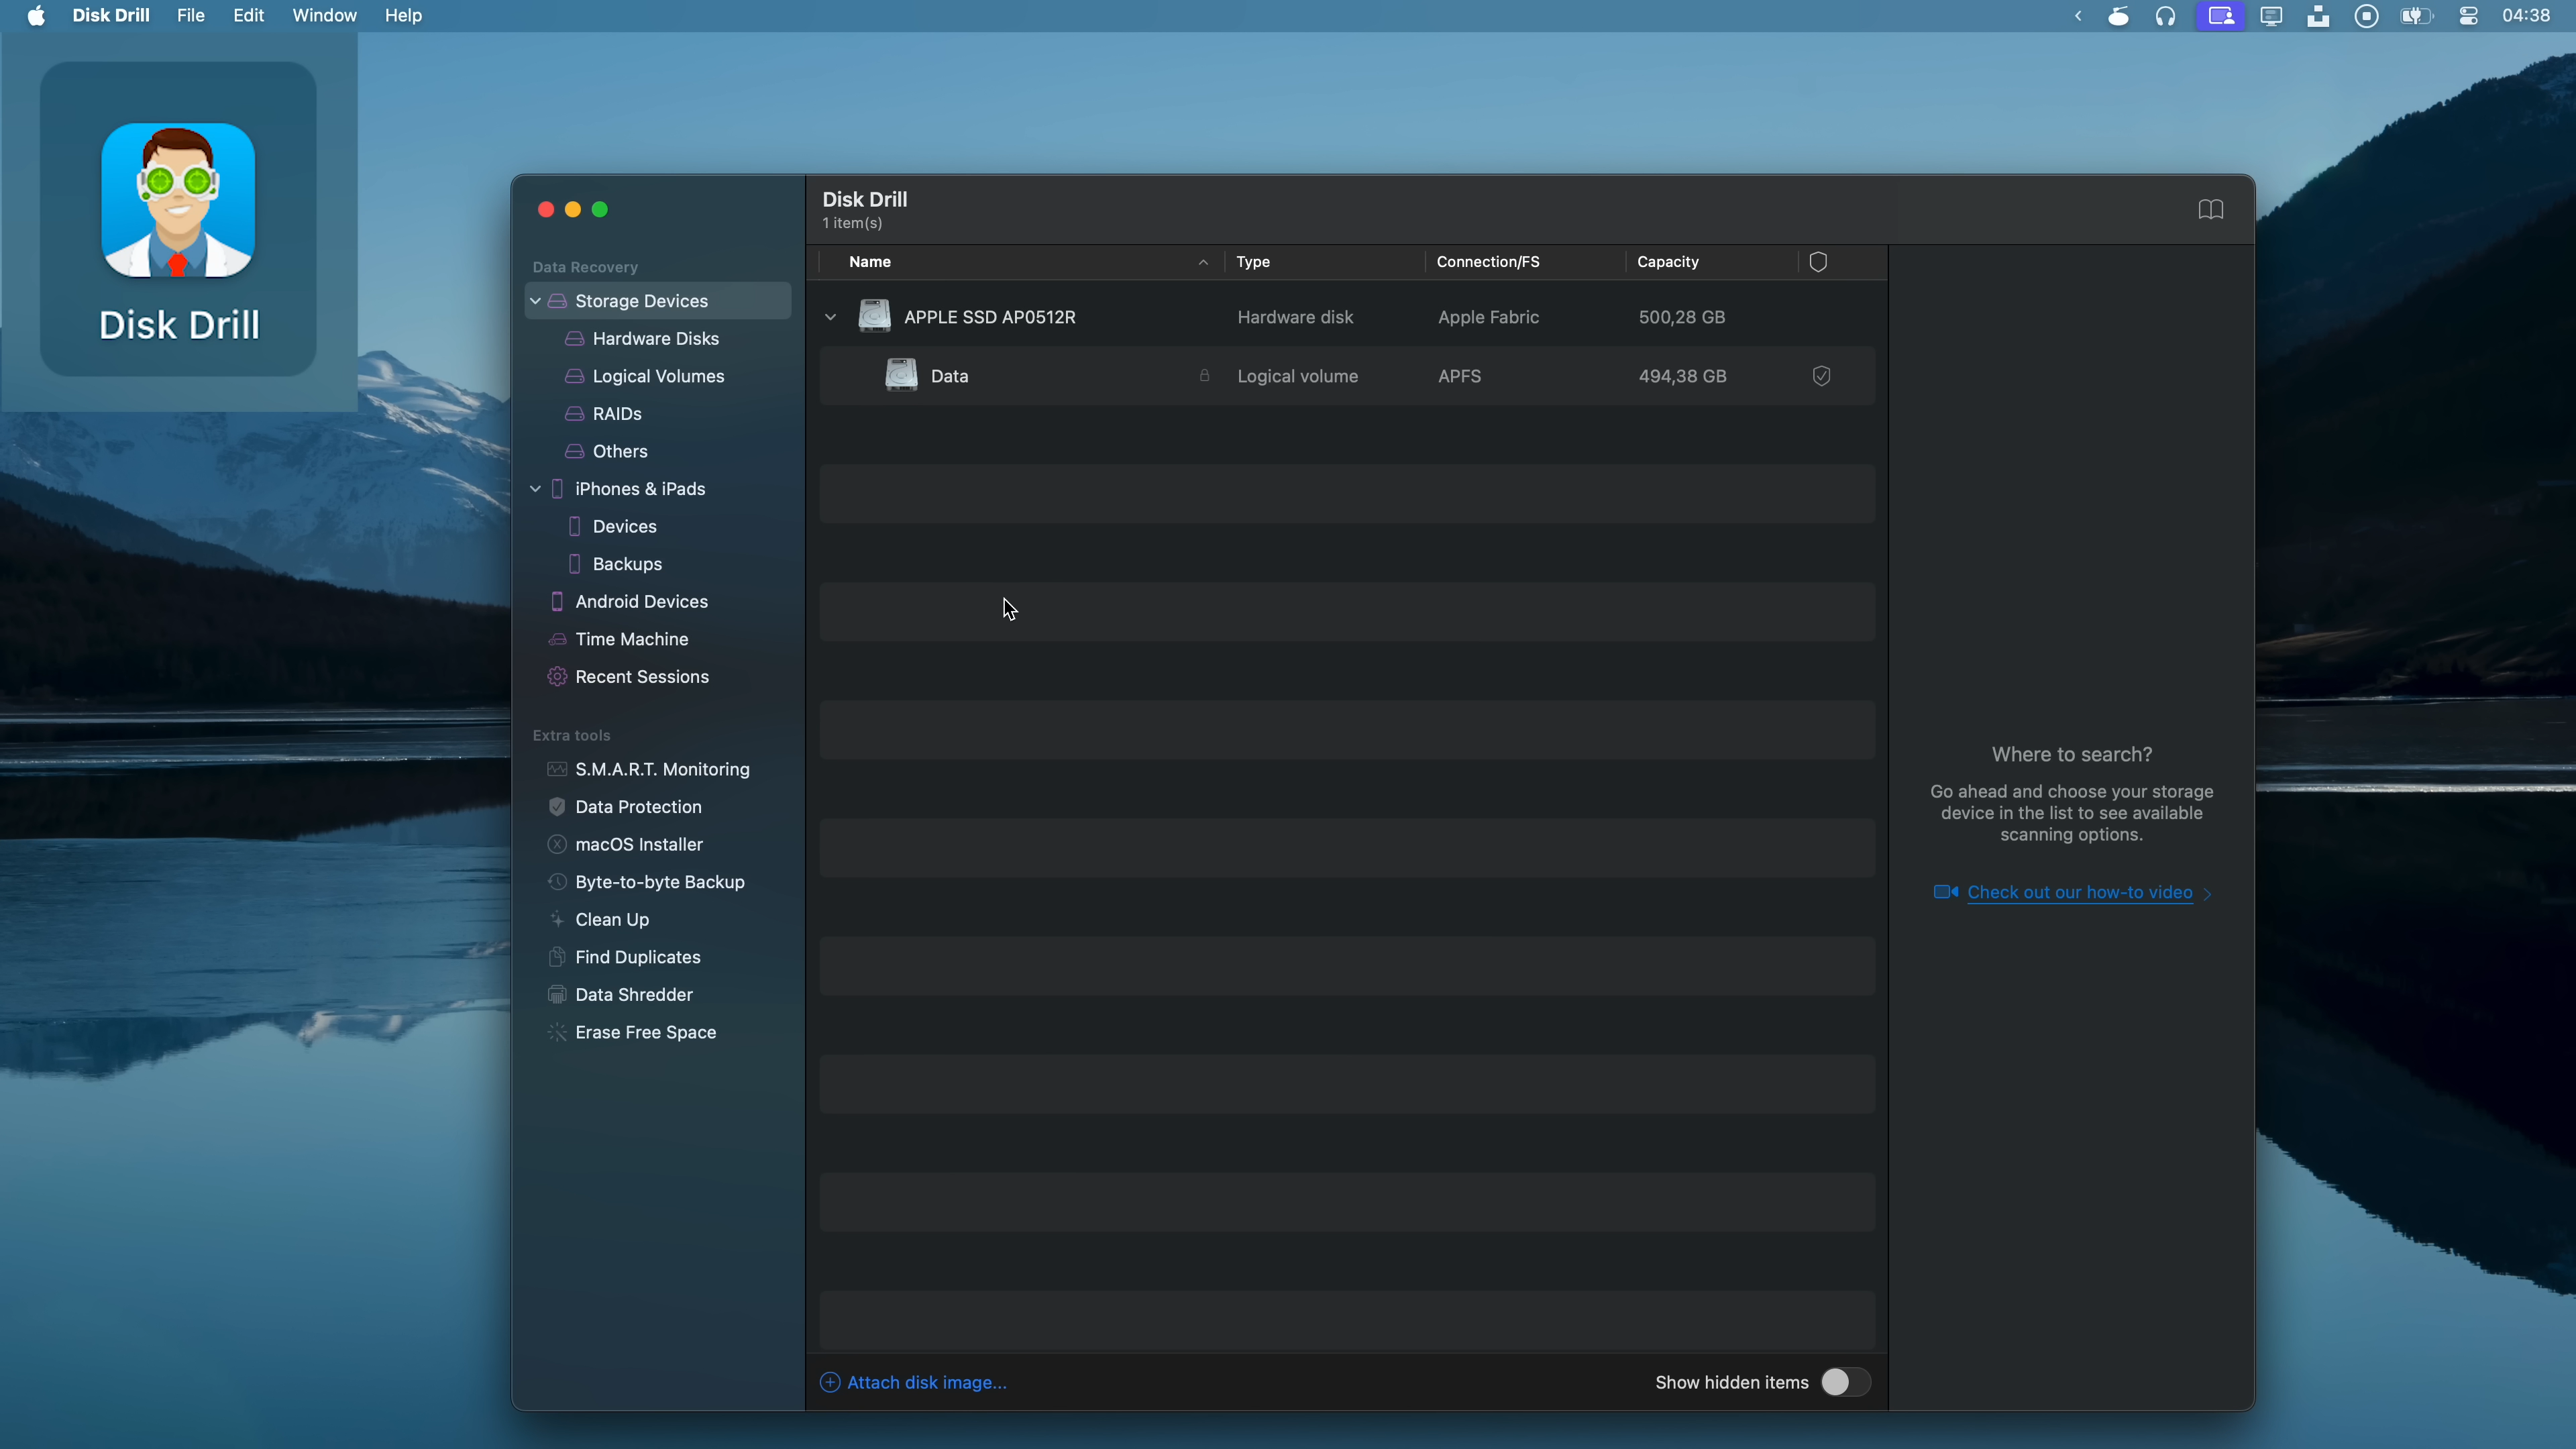 Disk Drill File Edit Window Help
04:38
Disk Drill
Disk Drill
1 item(s)
Data Recovery
Storage Devices
Hardware Disks
Logical Volumes
RAIDs
Others
iPhones & iPads
Devices
Backups
Android Devices
Time Machine
Recent Sessions
Extra tools
S.M.A.R.T. Monitoring
Data Protection
macOS Installer
Byte-to-byte Backup
Clean Up
Find Duplicates
Data Shredder
Erase Free Space
Name Type Connection/FS Capacity
APPLE SSD AP0512R Hardware disk Apple Fabric 500,28 GB
Data Logical volume APFS 494,38 GB
Attach disk image...
Show hidden items
Where to search?
Go ahead and choose your storage
device in the list to see available
scanning options.
Check out our how-to video